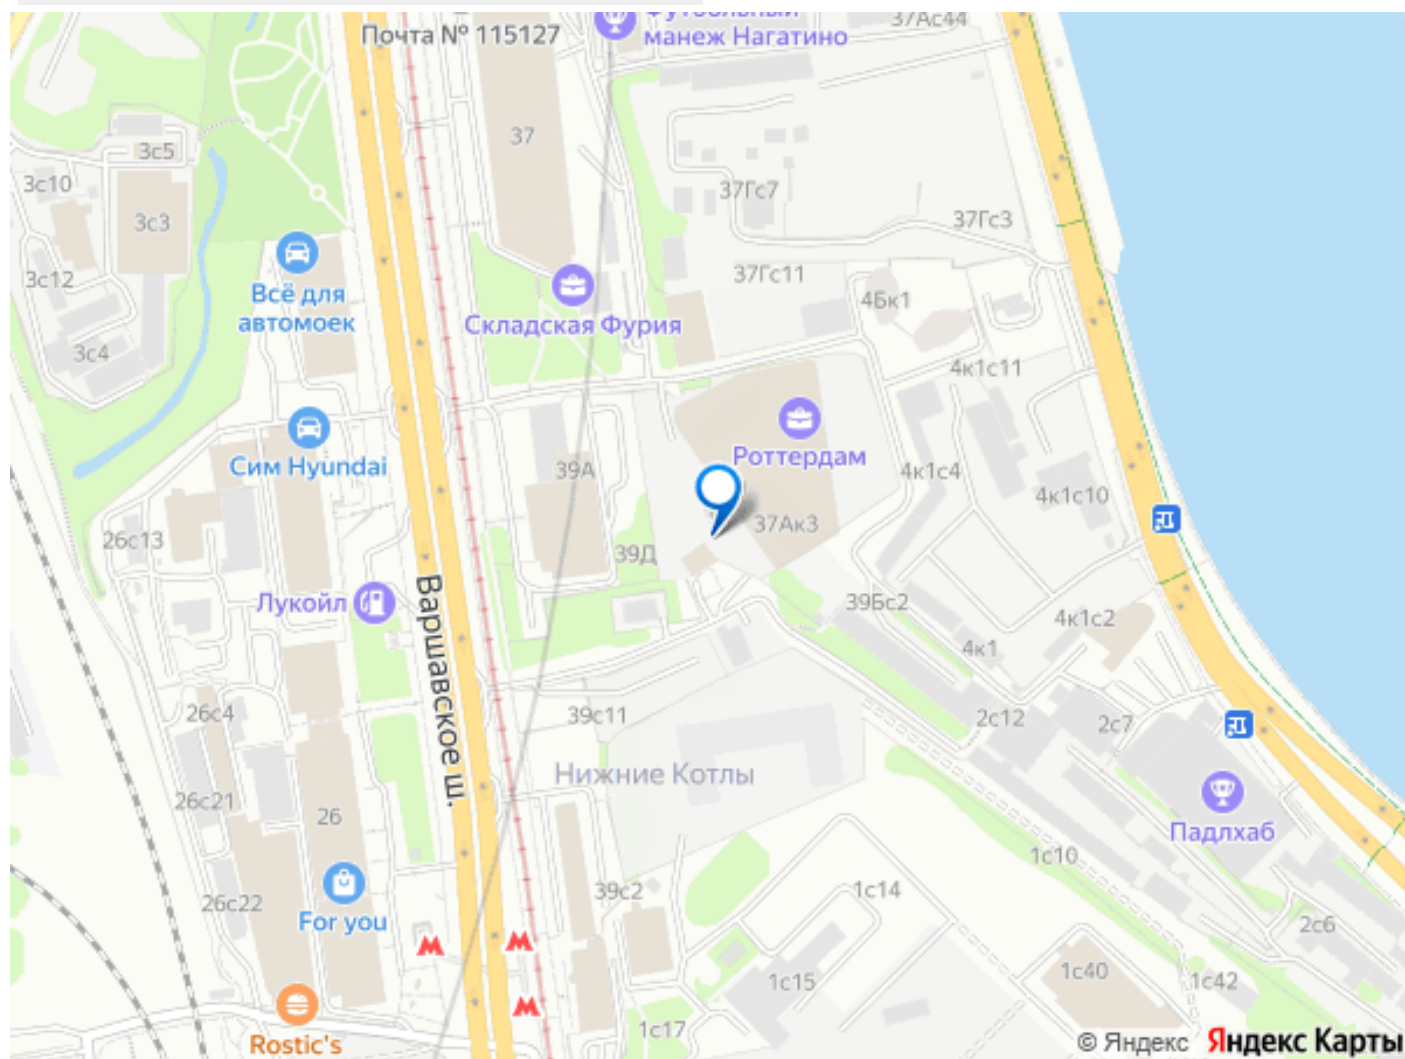 Футбольный
манеж Нагатино
37Ас44
Почта № 115127
37
3с5
3с10
3с3
37Гс7
37Гс3
3с12
37Гс11
4Бк1
Всё для
автомоек
Складская Фурия
3с4
4к1с11
Сим Hyundai
39А
Роттердам
4к1с4
4к1с10
37Ак3
26с13
39Д
Лукойл
Варшавское ш.
39Бс2
4к1с2
4к1
26с4
39с11
2с12
2с7
Нижние Котлы
26с21
26
Падлхаб
1с10
26с22
For you
39с2
1с14
2с6
1с15
1с40
1с42
1с17
Rostic's
© Яндекс Яндекс Карты